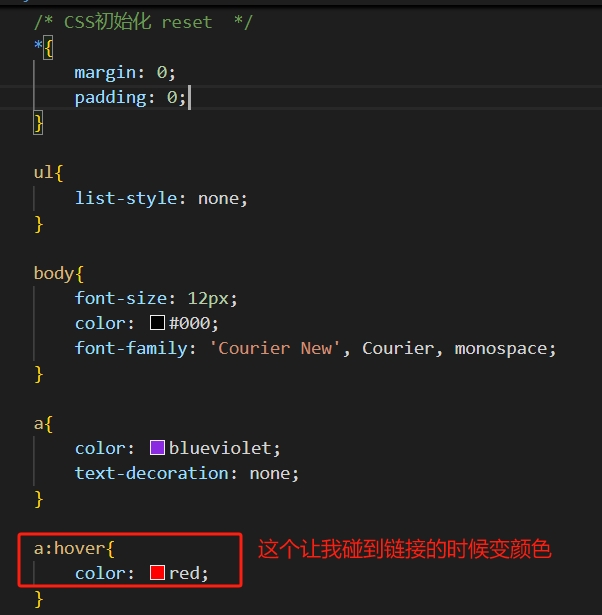 /* CSS初始化 reset  */
*{
margin: 0;
padding: 0;
}
ul{
list-style: none;
}
body{
font-size: 12px;
color: #000;
font-family: 'Courier New', Courier, monospace;
}
a{
color: blueviolet;
text-decoration: none;
}
a:hover{ 这个让我碰到链接的时候变颜色
color: red;
}